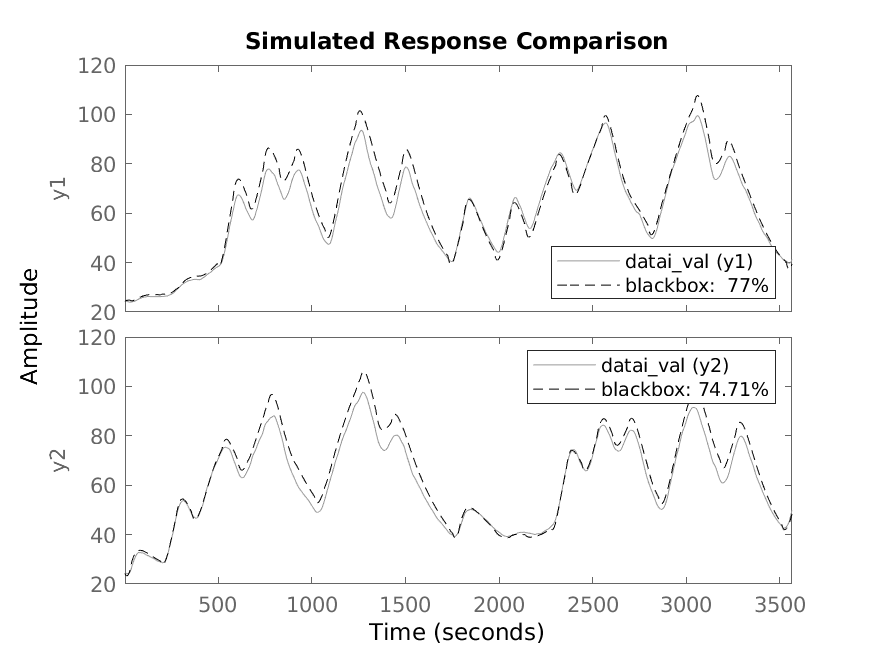 Simulated Response Comparison
120
100
80
60
40
20
y1
datai_val (y1)
blackbox: 77%
Amplitude
120
100
80
60
40
20
y2
datai_val (y2)
blackbox: 74.71%
500 1000 1500 2000 2500 3000 3500
Time (seconds)